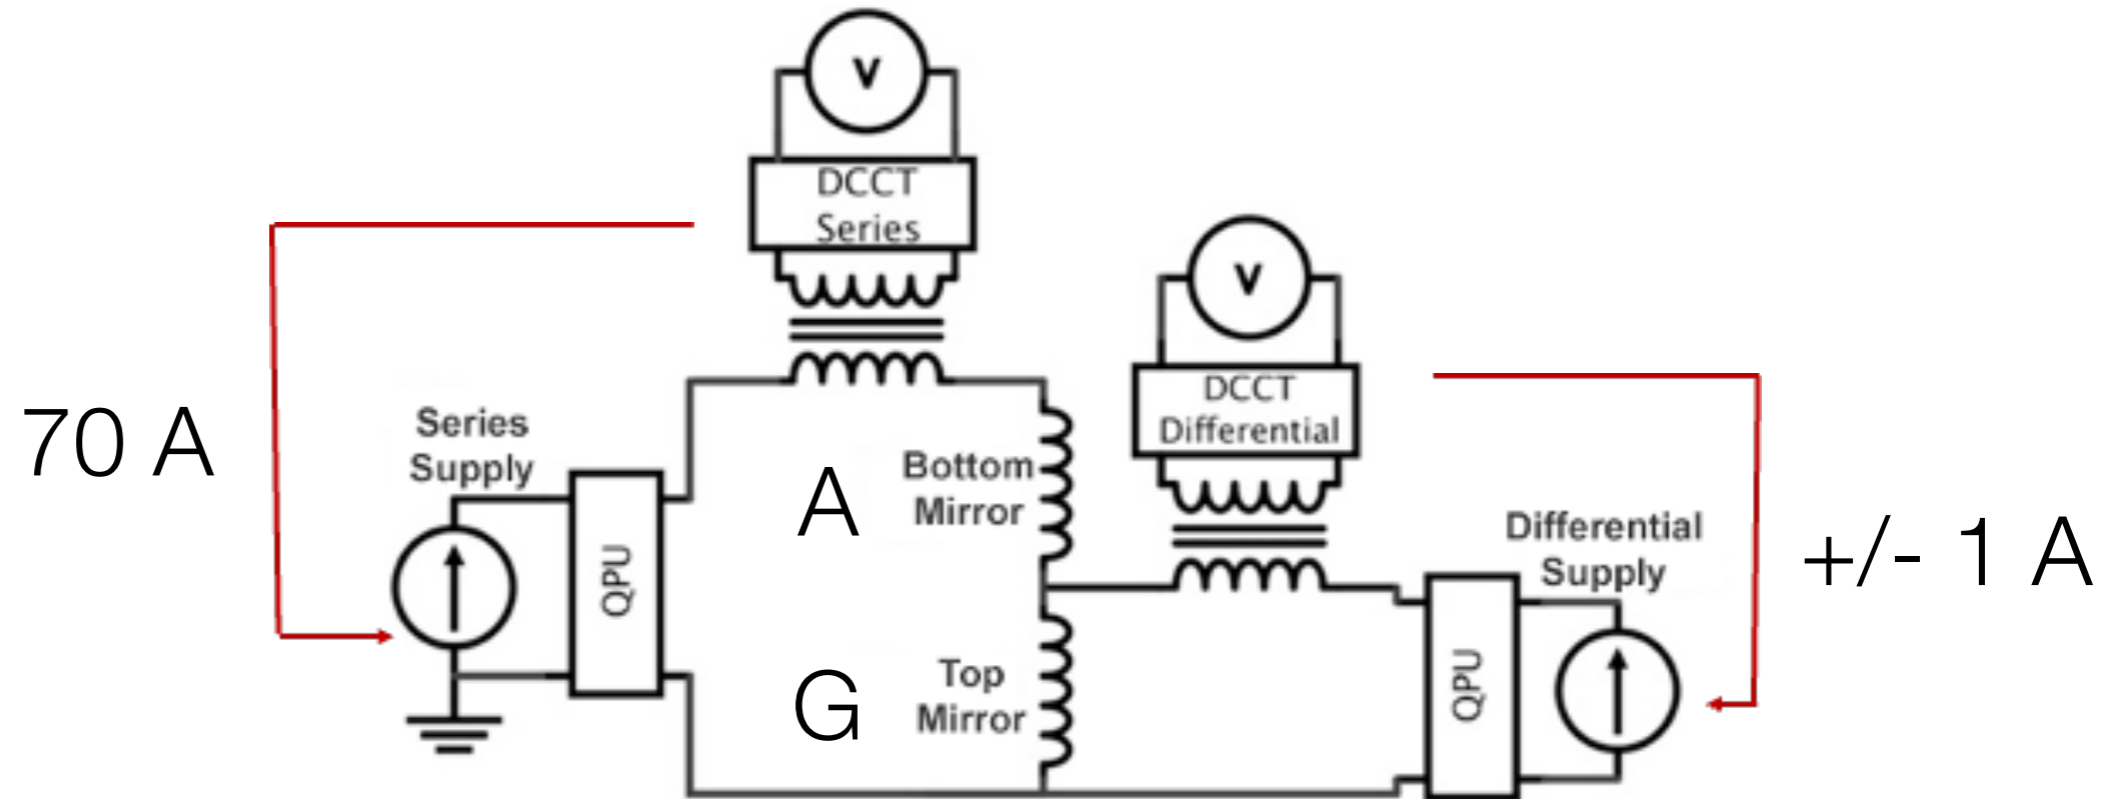 V
DCCT
Series
V
DCCT
Differential
70 A
Series
Supply
QPU
A
Bottom
Mirror
Differential
Supply
+/- 1 A
QPU
G
Top
Mirror